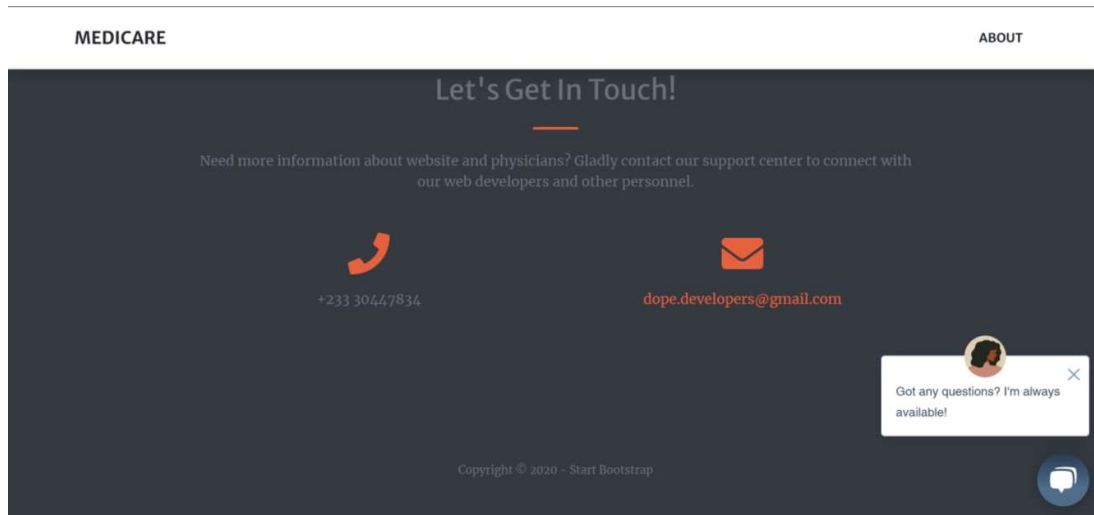 MEDICARE
ABOUT
Let's Get In Touch!
Need more information about website and physicians? Gladly contact our support center to connect with
our web developers and other personnel.
+233 30447834
dope.developers@gmail.com
Got any questions? I'm always
available!
Copyright © 2020 - Start Bootstrap